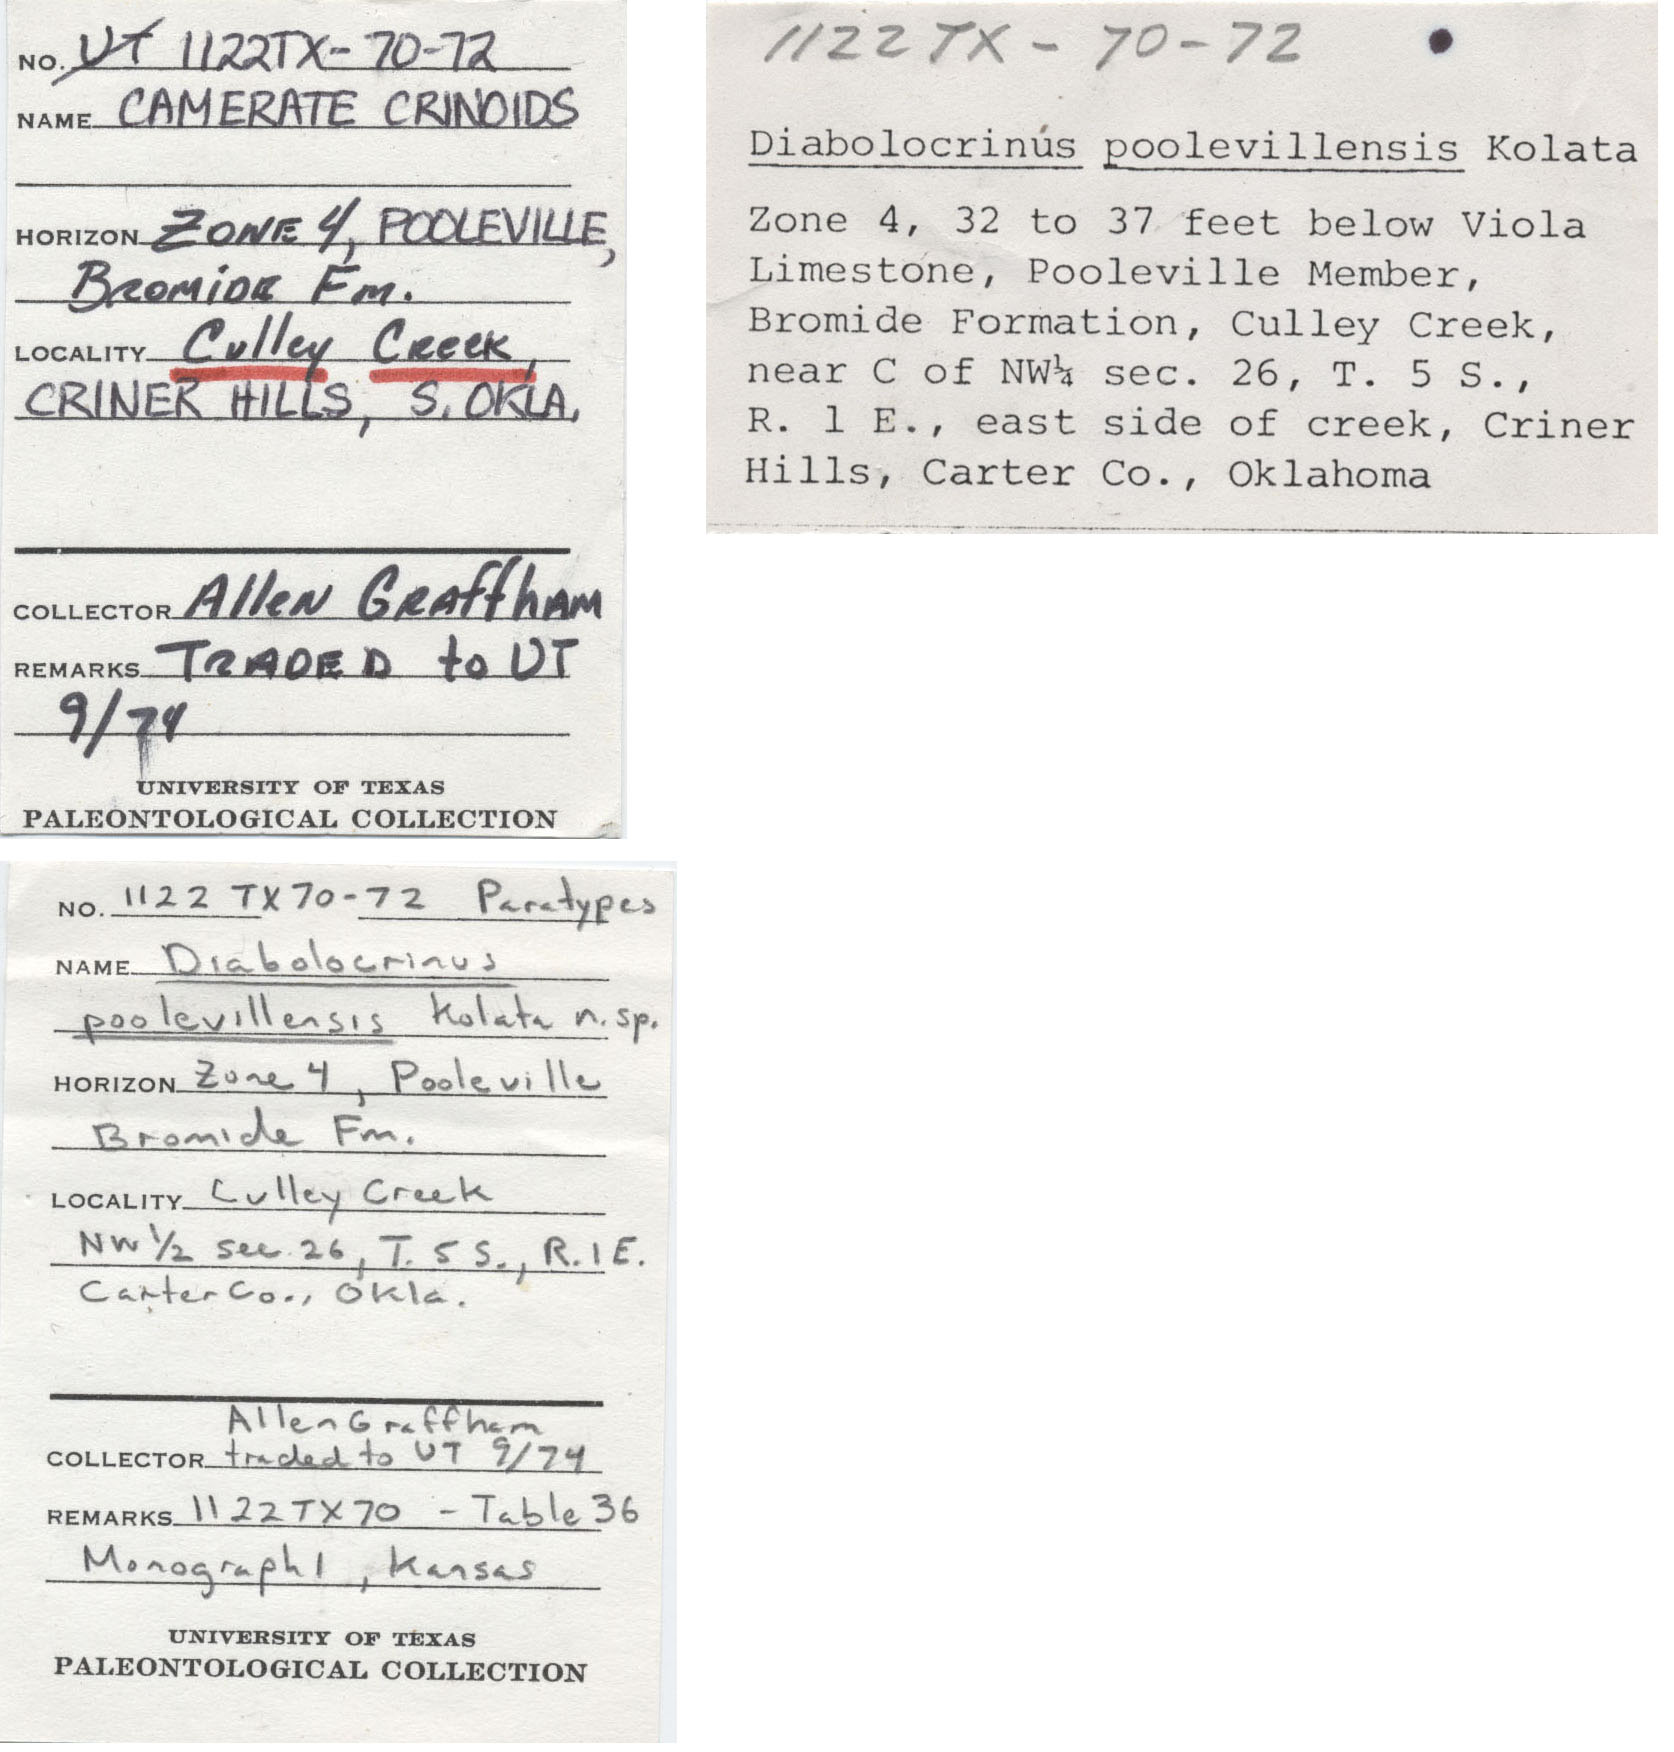 NO. UT 1122TX-70-72
NAME CAMERATE CRINOIDS
HORIZON ZONE 4, POOLEVILLE,
BROMIDE Fm.
LOCALITY Culley Creek,
CRINER HILLS, S. OKLA.
COLLECTOR Allen Graffham
REMARKS TRADED to UT
9/74
UNIVERSITY OF TEXAS
PALEONTOLOGICAL COLLECTION
1122TX-70-72
Diabolocrinus poolevillensis Kolata
Zone 4, 32 to 37 feet below Viola
Limestone, Pooleville Member,
Bromide Formation, Culley Creek,
near C of NW¼ sec. 26, T. 5 S.,
R. 1 E., east side of creek, Criner
Hills, Carter Co., Oklahoma
NO. 1122 TX70-72 Paratypes
NAME Diabolocrinus
poolevillensis Kolata n. sp.
HORIZON Zone 4, Pooleville
Bromide Fm.
LOCALITY Culley Creek
NW 1/2 sec. 26, T. 5 S., R. 1 E.
Carter Co., Okla.
Allen Graffham
COLLECTOR traded to UT 9/74
REMARKS 1122TX70 - Table 36
Monograph 1, Kansas
UNIVERSITY OF TEXAS
PALEONTOLOGICAL COLLECTION